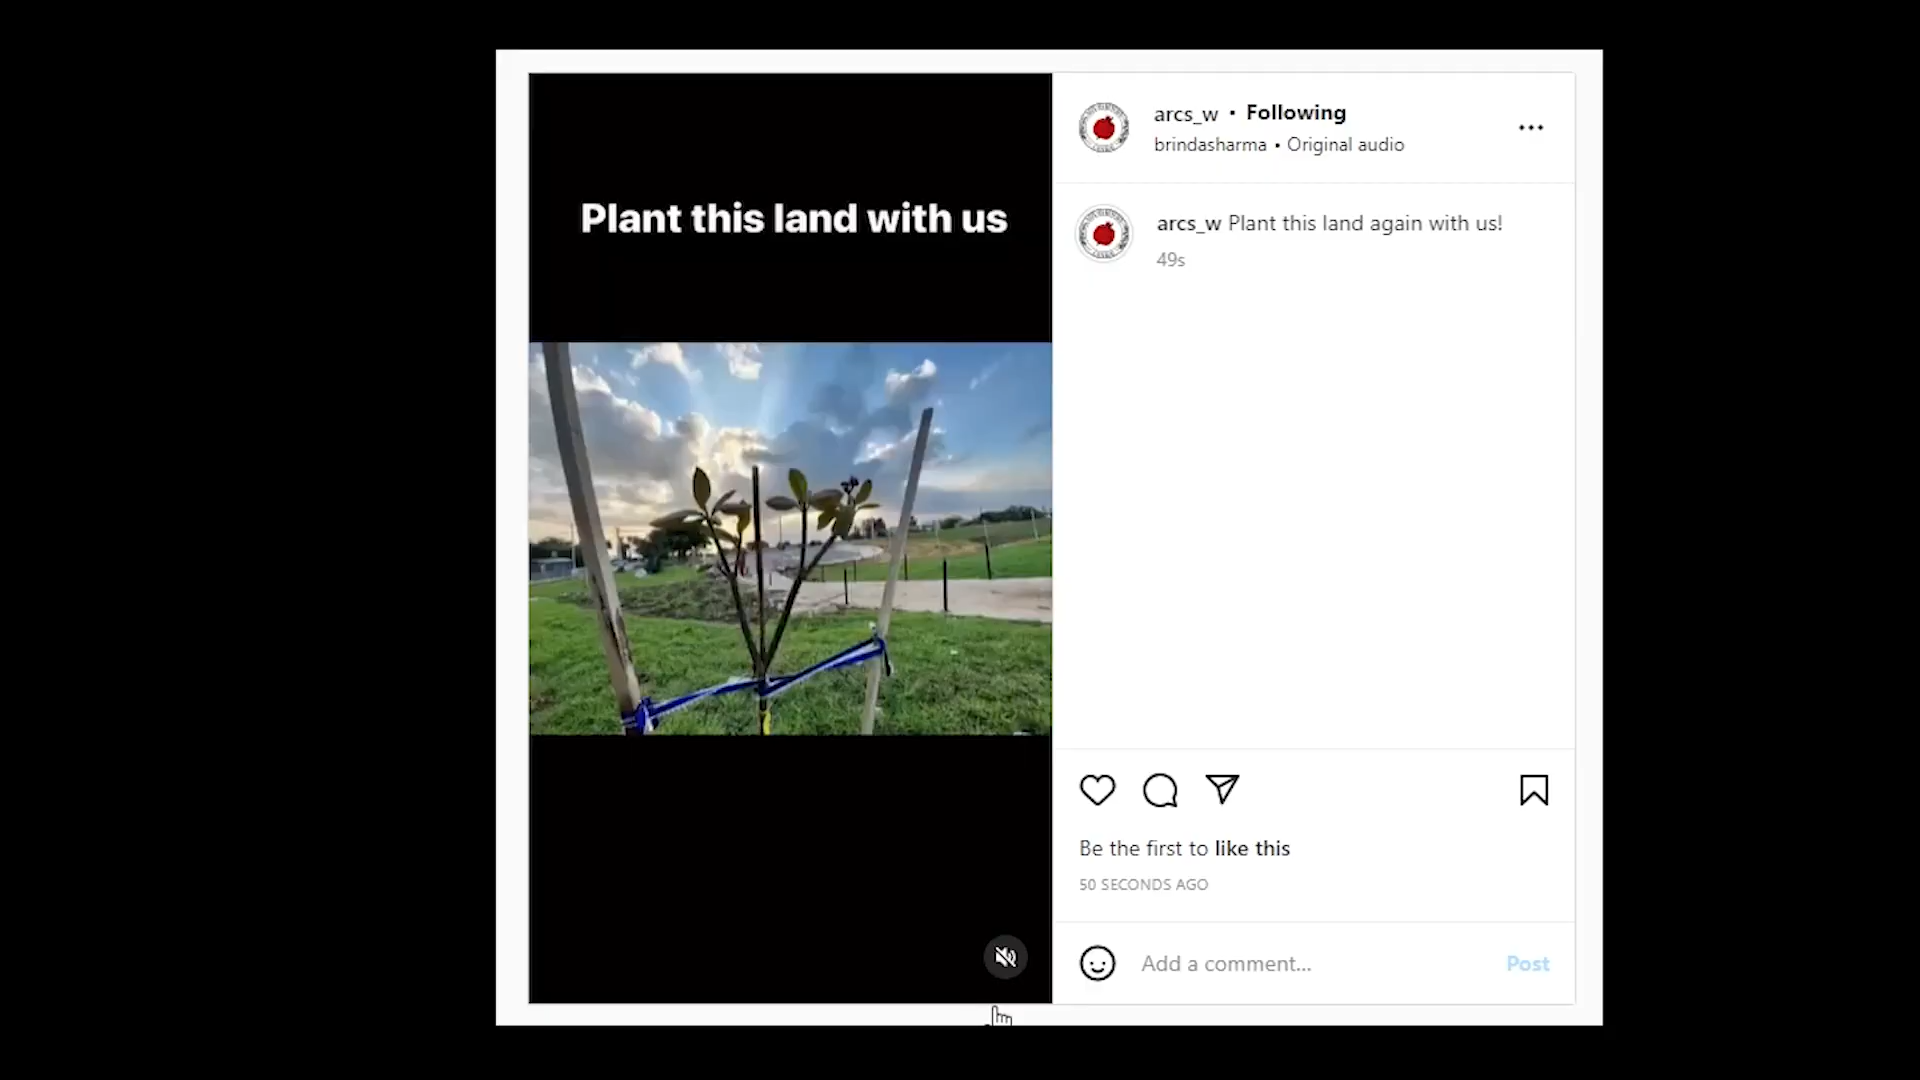 Plant this land with us
arcs_w • Following
brindasharma • Original audio
arcs_w Plant this land again with us!
49s
Be the first to like this
50 SECONDS AGO
Add a comment...
Post